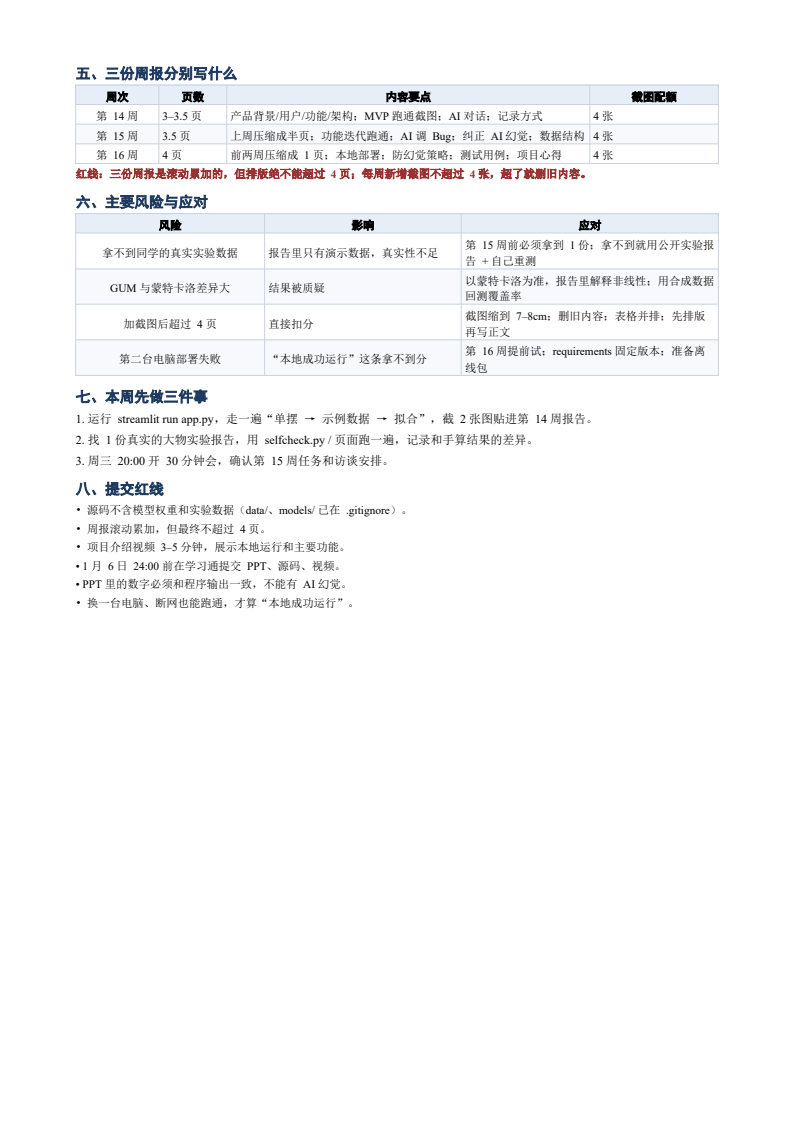 五、三份周报分别写什么
周次 页数 内容要点 截图配额
第 14 周 3–3.5 页 产品背景/用户/功能/架构；MVP 跑通截图；AI 对话；记录方式 4 张
第 15 周 3.5 页 上周压缩成半页；功能迭代跑通；AI 调 Bug；纠正 AI 幻觉；数据结构 4 张
第 16 周 4 页 前两周压缩成 1 页；本地部署；防幻觉策略；测试用例；项目心得 4 张
红线：三份周报是滚动累加的，但排版绝不能超过 4 页；每周新增截图不超过 4 张，超了就删旧内容。
六、主要风险与应对
风险 影响 应对
拿不到同学的真实实验数据 报告里只有演示数据，真实性不足 第 15 周前必须拿到 1 份；拿不到就用公开实验报
告 + 自己重测
GUM 与蒙特卡洛差异大 结果被质疑 以蒙特卡洛为准，报告里解释非线性；用合成数据
回测覆盖率
加截图后超过 4 页 直接扣分 截图缩到 7–8cm；删旧内容；表格并排；先排版
再写正文
第二台电脑部署失败 “本地成功运行”这条拿不到分 第 16 周提前试；requirements 固定版本；准备离
线包
七、本周先做三件事
1. 运行 streamlit run app.py，走一遍“单摆 → 示例数据 → 拟合”，截 2 张图贴进第 14 周报告。
2. 找 1 份真实的大物实验报告，用 selfcheck.py / 页面跑一遍，记录和手算结果的差异。
3. 周三 20:00 开 30 分钟会，确认第 15 周任务和访谈安排。
八、提交红线
• 源码不含模型权重和实验数据（data/、models/ 已在 .gitignore）。
• 周报滚动累加，但最终不超过 4 页。
• 项目介绍视频 3–5 分钟，展示本地运行和主要功能。
• 1 月 6 日 24:00 前在学习通提交 PPT、源码、视频。
• PPT 里的数字必须和程序输出一致，不能有 AI 幻觉。
• 换一台电脑、断网也能跑通，才算“本地成功运行”。